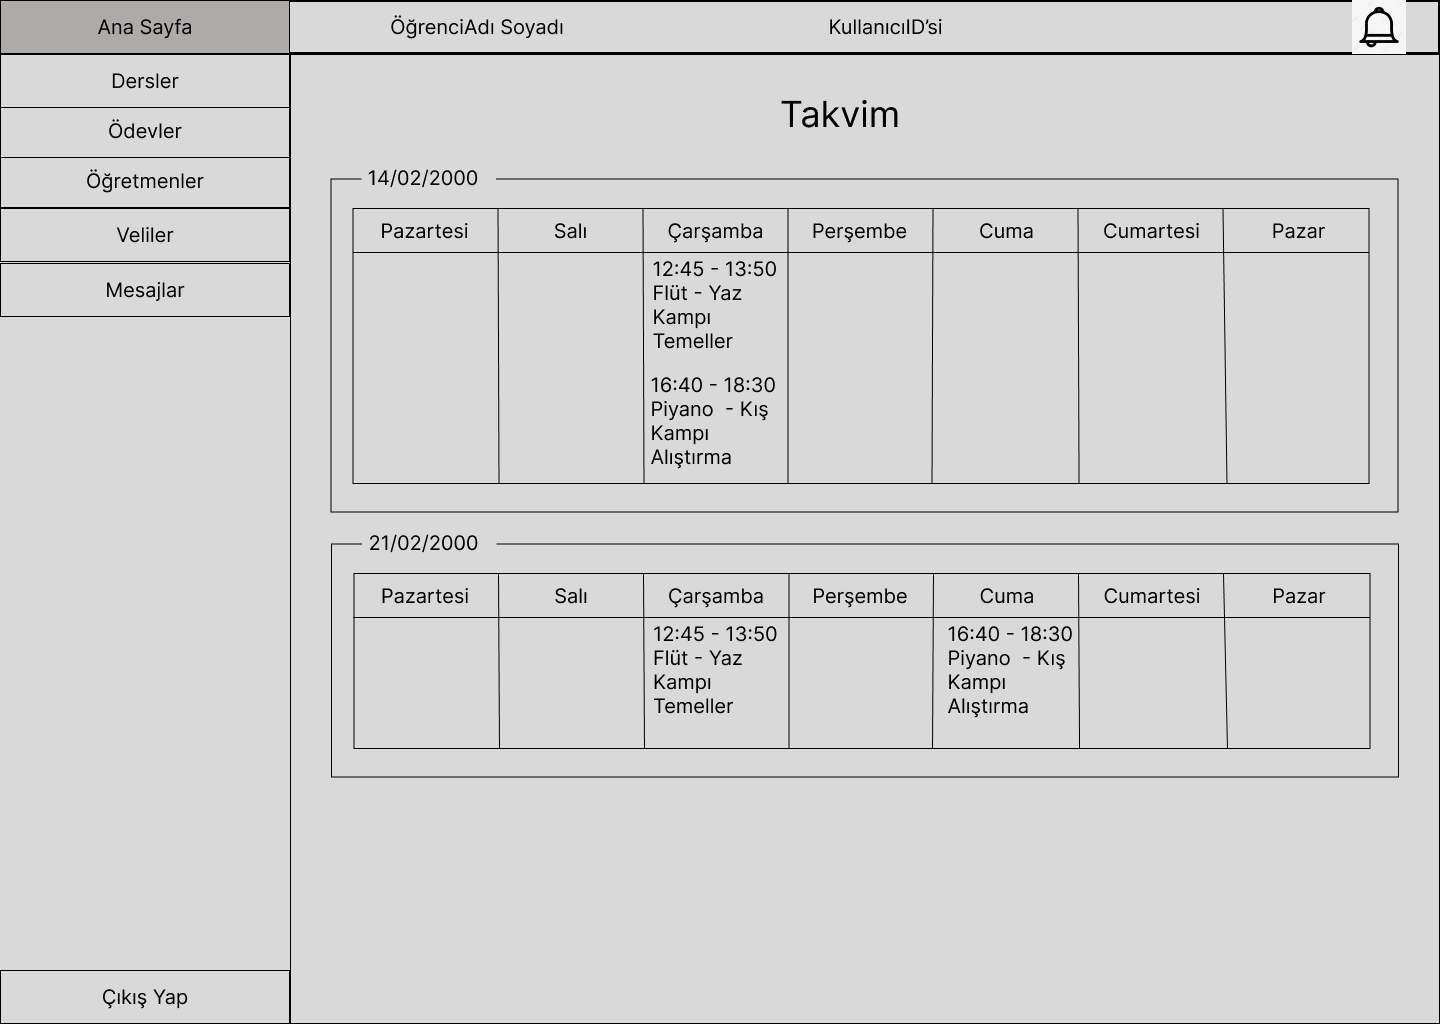 Ana Sayfa
ÖğrenciAdı Soyadı
KullanıcıID’si
Dersler
Ödevler
Öğretmenler
Veliler
Mesajlar
Çıkış Yap
Takvim
14/02/2000
Pazartesi
Salı
Çarşamba
Perşembe
Cuma
Cumartesi
Pazar
12:45 - 13:50
Flüt - Yaz
Kampı
Temeller
16:40 - 18:30
Piyano  - Kış
Kampı
Alıştırma
21/02/2000
Pazartesi
Salı
Çarşamba
Perşembe
Cuma
Cumartesi
Pazar
12:45 - 13:50
Flüt - Yaz
Kampı
Temeller
16:40 - 18:30
Piyano  - Kış
Kampı
Alıştırma